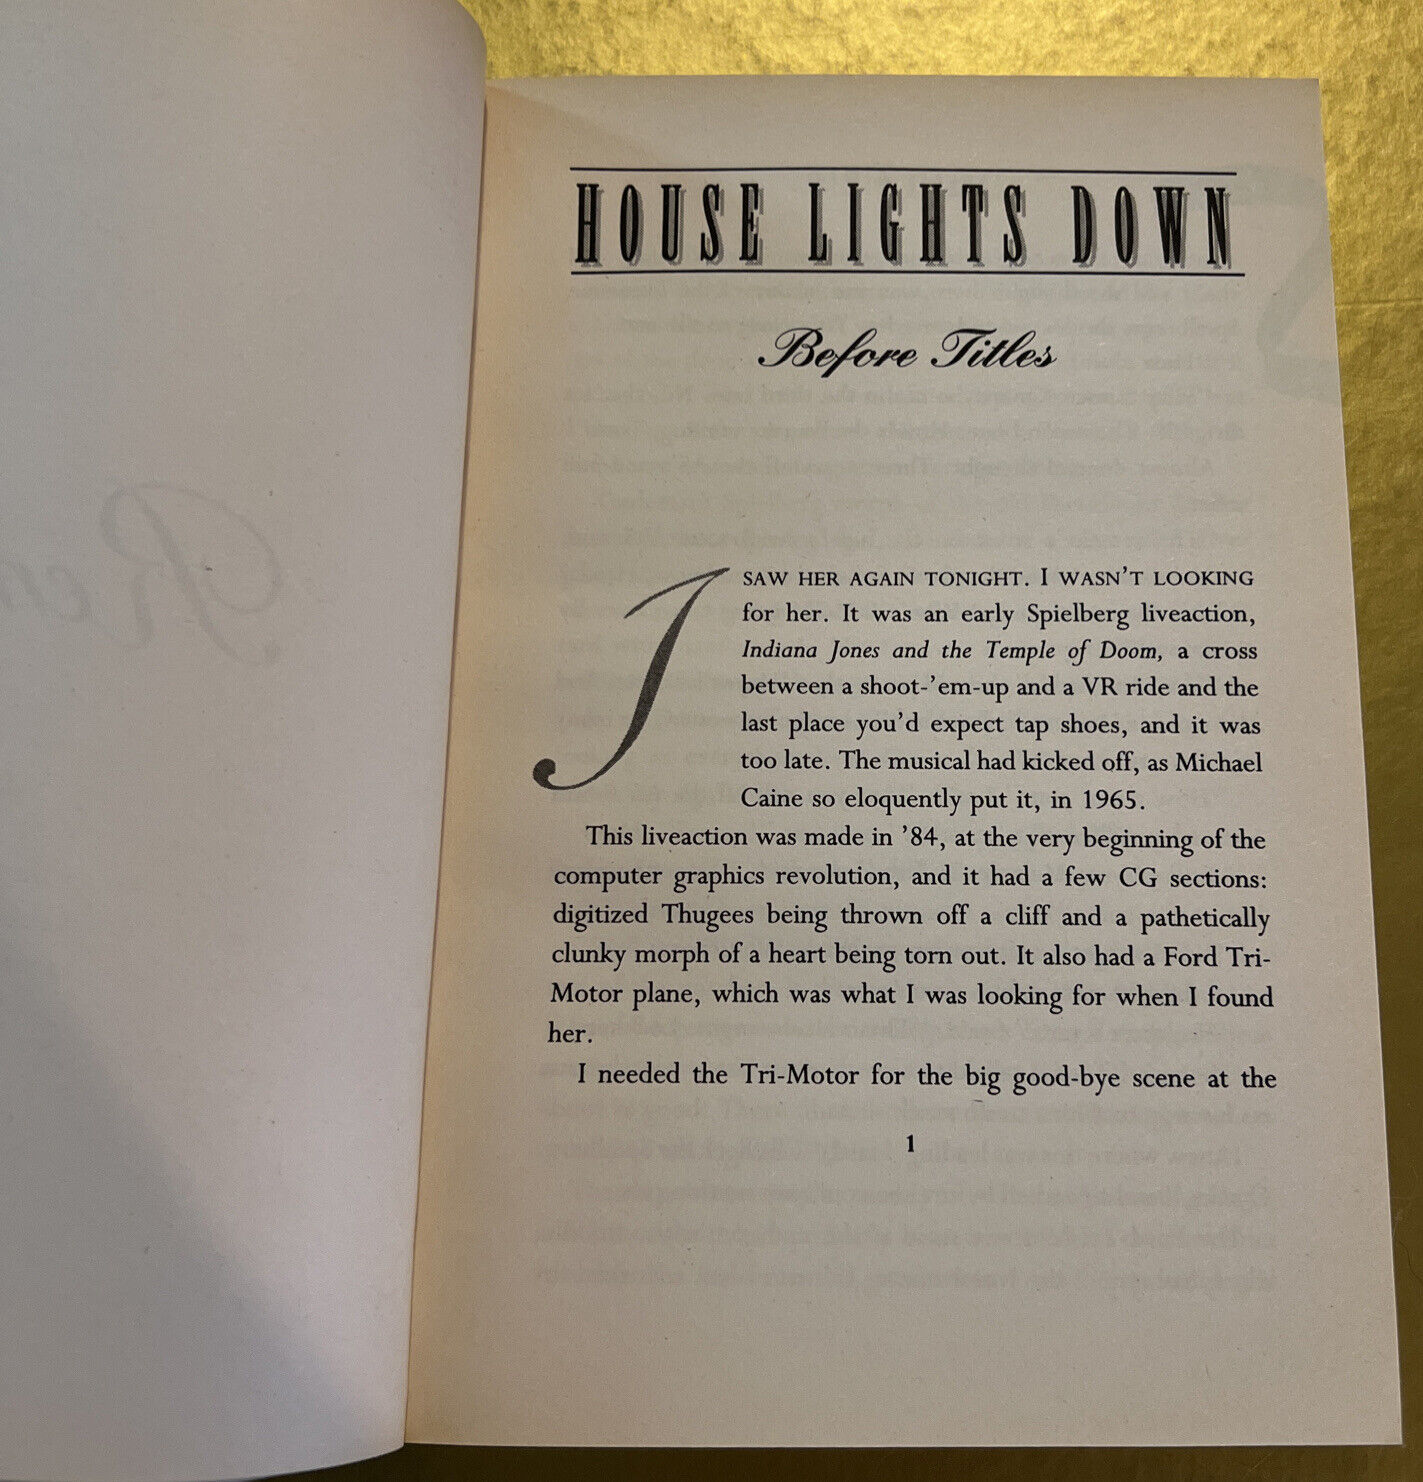 HOUSE LIGHTS DOWN
Before Titles
I SAW HER AGAIN TONIGHT. I WASN'T LOOKING
for her. It was an early Spielberg liveaction,
Indiana Jones and the Temple of Doom, a cross
between a shoot-'em-up and a VR ride and the
last place you'd expect tap shoes, and it was
too late. The musical had kicked off, as Michael
Caine so eloquently put it, in 1965.
This liveaction was made in '84, at the very beginning of the
computer graphics revolution, and it had a few CG sections:
digitized Thugees being thrown off a cliff and a pathetically
clunky morph of a heart being torn out. It also had a Ford Tri-
Motor plane, which was what I was looking for when I found
her.
I needed the Tri-Motor for the big good-bye scene at the
1